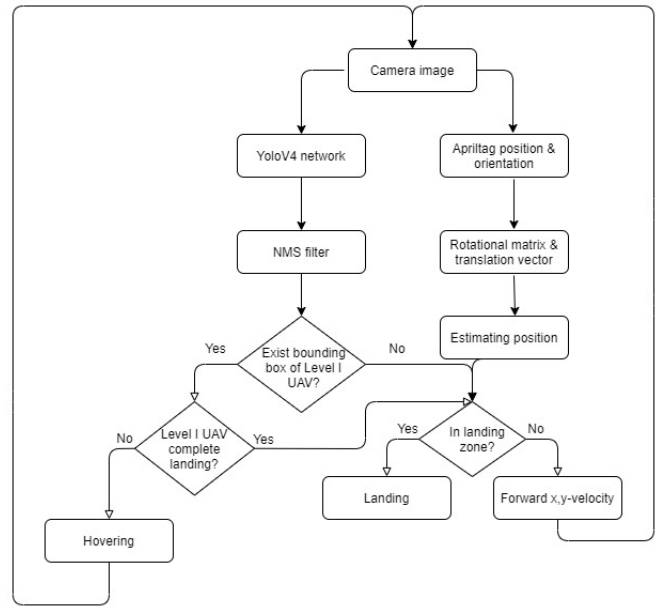 Camera image
YoloV4 network
Apriltag position &
orientation
NMS filter
Rotational matrix &
translation vector
Estimating position
Yes
Exist bounding
box of Level I
UAV?
No
No
Level I UAV
complete
landing?
Yes
Yes
In landing
zone?
No
Landing
Forward x,y-velocity
Hovering